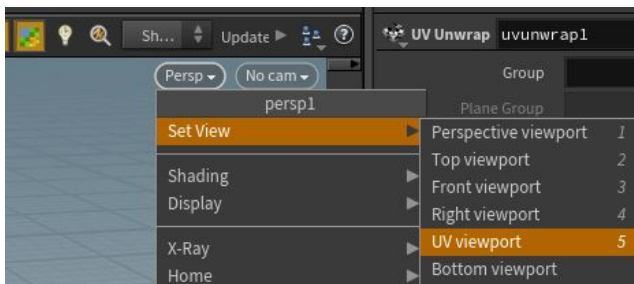 Sh... Update UV Unwrap uvunwrap1
Persp No cam Group
persp1 Plane Group
Set View Perspective viewport 1
Top viewport 2
Shading Front viewport 3
Display Right viewport 4
X-Ray UV viewport 5
Home Bottom viewport